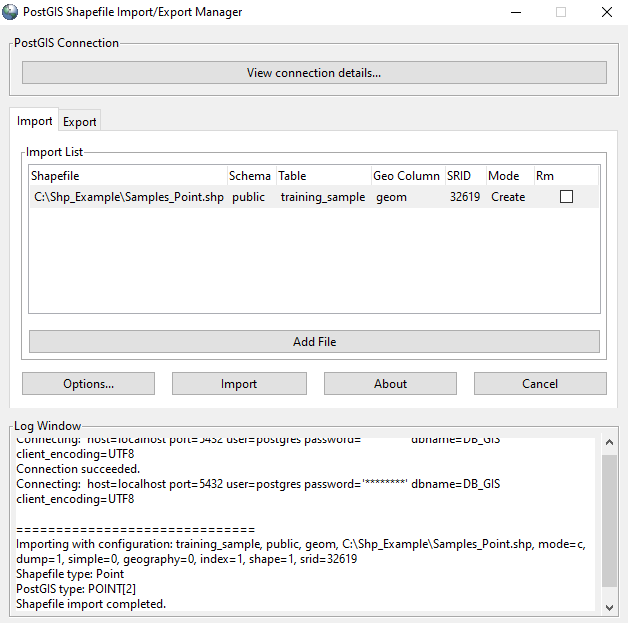 PostGIS Shapefile Import/Export Manager
PostGIS Connection
View connection details...
Import Export
Import List
Shapefile Schema Table Geo Column SRID Mode Rm
C:\Shp_Example\Samples_Point.shp public training_sample geom 32619 Create
Add File
Options... Import About Cancel
Log Window
Connecting: host=localhost port=5432 user=postgres password=' dbname=DB_GIS
client_encoding=UTF8
Connection succeeded.
Connecting: host=localhost port=5432 user=postgres password='********' dbname=DB_GIS
client_encoding=UTF8
==============================
Importing with configuration: training_sample, public, geom, C:\Shp_Example\Samples_Point.shp, mode=c,
dump=1, simple=0, geography=0, index=1, shape=1, srid=32619
Shapefile type: Point
PostGIS type: POINT[2]
Shapefile import completed.